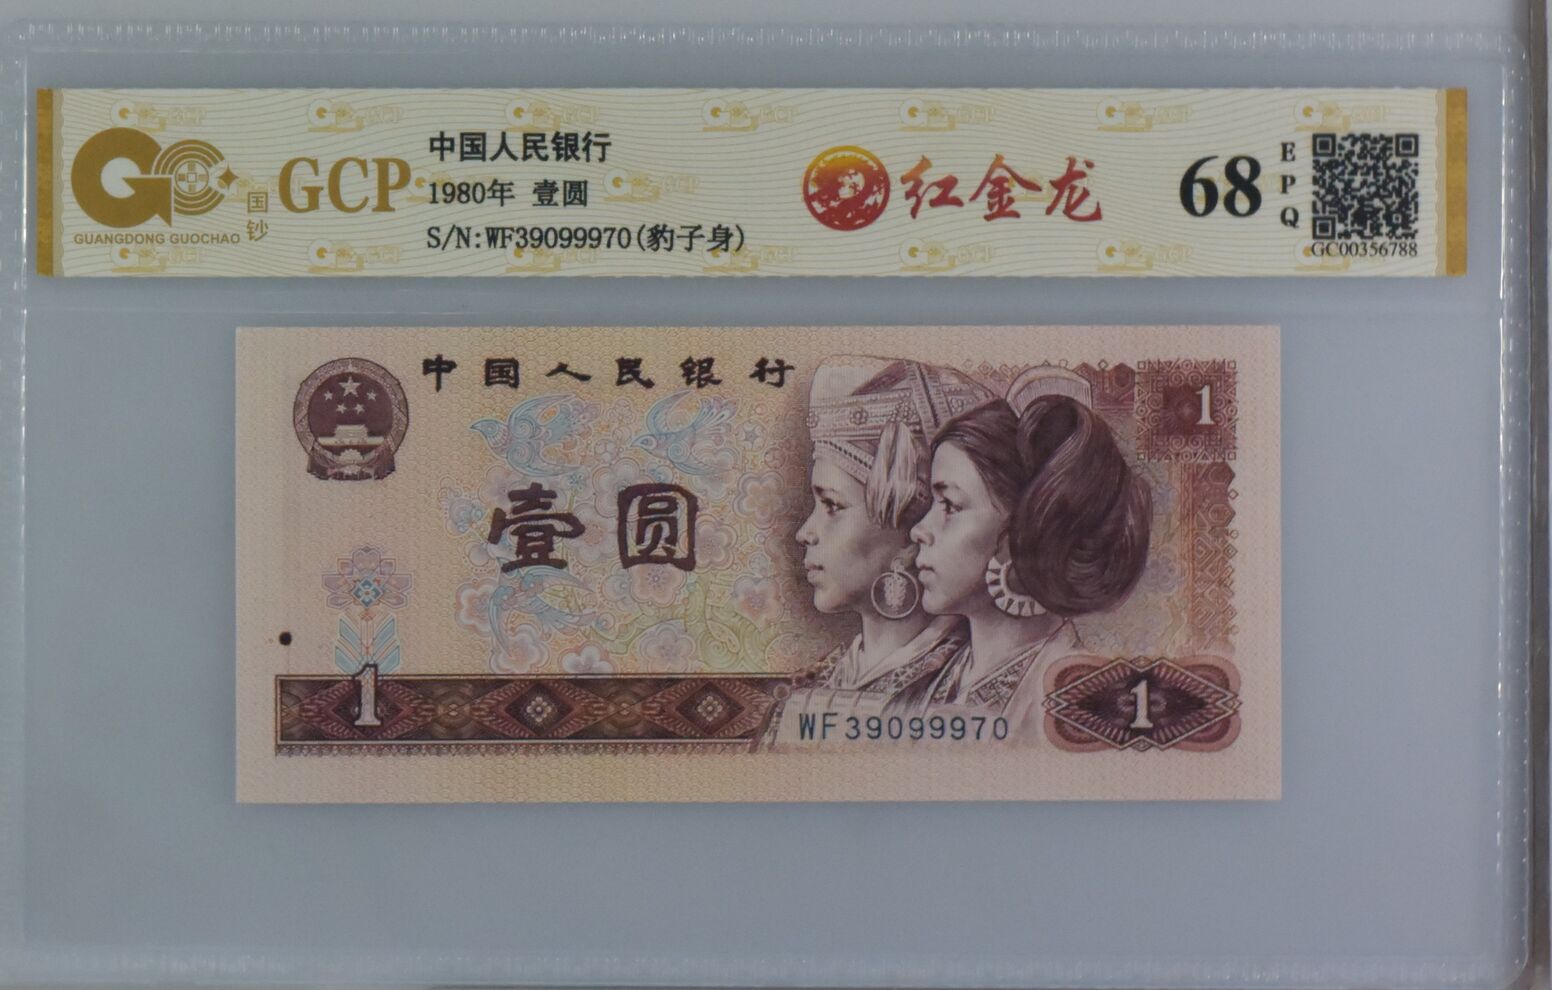 GCP
国钞
GUANGDONG GUOCHAO
中国人民银行
1980年 壹圆
S/N:WF39099970(豹子身)
红金龙
68
EPQ
GC00356788
中国人民银行
1
壹圆
1
WF39099970
1